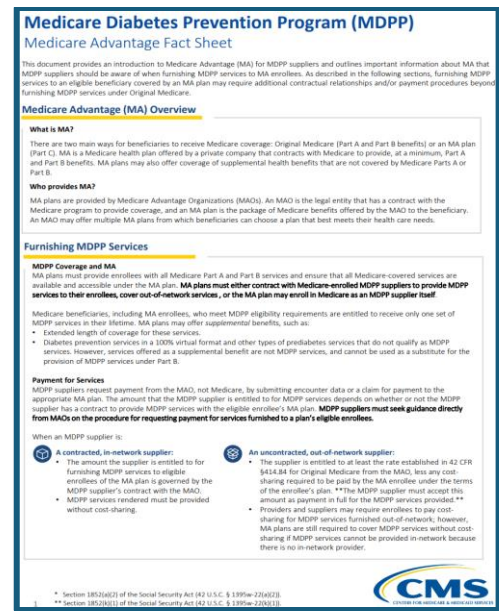 Medicare Diabetes Prevention Program (MDPP)
Medicare Advantage Fact Sheet
This document provides an introduction to Medicare Advantage (MA) for MDPP suppliers and outlines important information about MA that
MDPP suppliers should be aware of when furnishing MDPP services to MA enrollees. As described in the following sections, furnishing MDPP
services to an eligible beneficiary covered by an MA plan may require additional contractual relationships and/or payment procedures beyond
furnishing MDPP services under Original Medicare.
Medicare Advantage (MA) Overview
What is MA?
There are two main ways for beneficiaries to receive Medicare coverage: Original Medicare (Part A and Part B benefits) or an MA plan
(Part C). MA is a Medicare health plan offered by a private company that contracts with Medicare to provide, at a minimum, Part A
and Part B benefits. MA plans may also offer coverage of supplemental health benefits that are not covered by Medicare Parts A or
Part B.
Who provides MA?
MA plans are provided by Medicare Advantage Organizations (MAOs). An MAO is the legal entity that has a contract with the
Medicare program to provide coverage, and an MA plan is the package of Medicare benefits offered by the MAO to the beneficiary.
An MAO may offer multiple MA plans from which beneficiaries can choose a plan that best meets their health care needs.
Furnishing MDPP Services
MDPP Coverage and MA
MA plans must provide enrollees with all Medicare Part A and Part B services and ensure that all Medicare-covered services are
available and accessible under the MA plan. MA plans must either contract with Medicare-enrolled MDPP suppliers to provide MDPP
services to their enrollees, cover out-of-network services , or the MA plan may enroll in Medicare as an MDPP supplier itself.
Medicare beneficiaries, including MA enrollees, who meet MDPP eligibility requirements are entitled to receive only one set of
MDPP services in their lifetime. MA plans may offer supplemental benefits, such as:
• Extended length of coverage for these services.
• Diabetes prevention services in a 100% virtual format and other types of prediabetes services that do not qualify as MDPP
services. However, services offered as a supplemental benefit are not MDPP services, and cannot be used as a substitute for the
provision of MDPP services under Part B.
Payment for Services
MDPP suppliers request payment from the MAO, not Medicare, by submitting encounter data or a claim for payment to the
appropriate MA plan. The amount that the MDPP supplier is entitled to for MDPP services depends on whether or not the MDPP
supplier has a contract to provide MDPP services with the eligible enrollee's MA plan. MDPP suppliers must seek guidance directly
from MAOs on the procedure for requesting payment for services furnished to a plan's eligible enrollees.
When an MDPP supplier is:
A contracted, in-network supplier:
• The amount the supplier is entitled to for
furnishing MDPP services to eligible
enrollees of the MA plan is governed by the
MDPP supplier's contract with the MAO.
• MDPP services rendered must be provided
without cost-sharing.
An uncontracted, out-of-network supplier:
• The supplier is entitled to at least the rate established in 42 CFR
§414.84 for Original Medicare from the MAO, less any cost-
sharing required to be paid by the MA enrollee under the terms
of the enrollee's plan. **The MDPP supplier must accept this
amount as payment in full for the MDPP services provided.**
• Providers and suppliers may require enrollees to pay cost-
sharing for MDPP services furnished out-of-network; however,
MA plans are still required to cover MDPP services without cost-
sharing if MDPP services cannot be provided in-network because
there is no in-network provider.
* Section 1852(a)(2) of the Social Security Act (42 U.S.C. § 1395w-22(a)(2)).
1 ** Section 1852(k)(1) of the Social Security Act (42 U.S.C. § 1395w-22(k)(1)).
CMS
CENTERS FOR MEDICARE & MEDICAID SERVICES